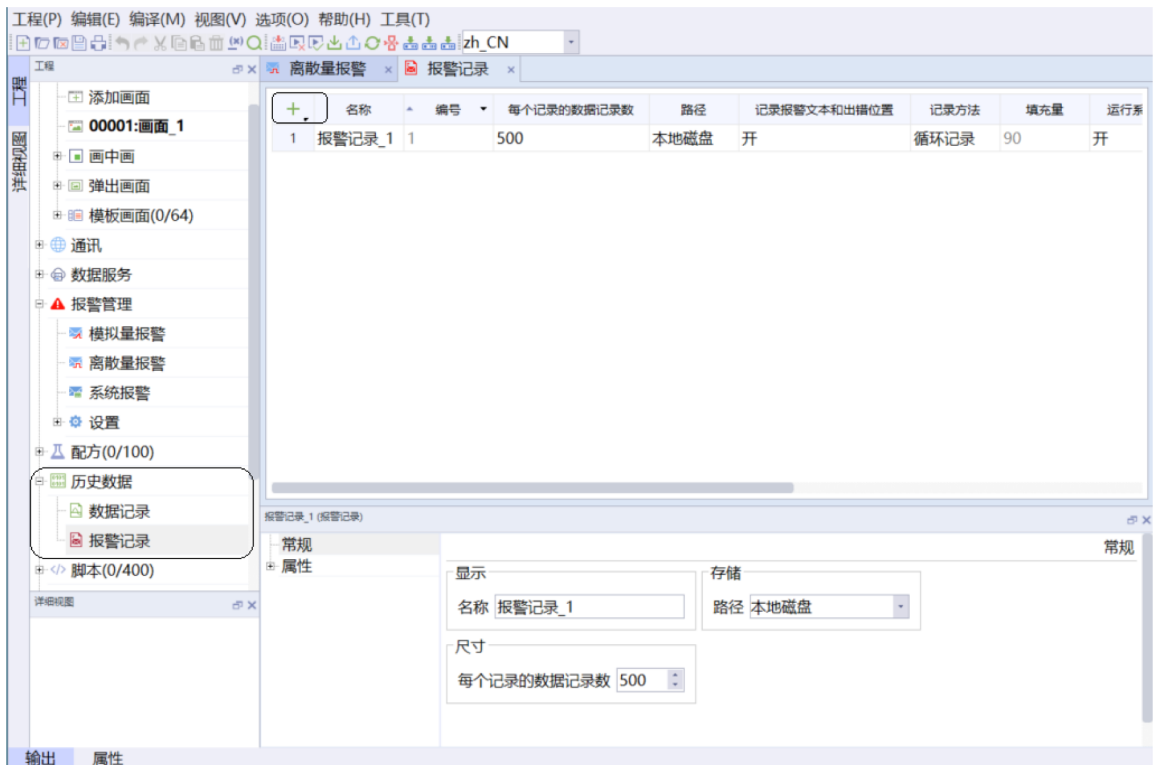 工程(P) 编辑(E) 编译(M) 视图(V) 选项(O) 帮助(H) 工具(T)
zh_CN
工程
详细视图
工程
添加画面
00001:画面_1
画中画
弹出画面
模板画面(0/64)
通讯
数据服务
报警管理
模拟量报警
离散量报警
系统报警
设置
配方(0/100)
历史数据
数据记录
报警记录
脚本(0/400)
详细视图
离散量报警 × 报警记录 ×
名称 编号 每个记录的数据记录数 路径 记录报警文本和出错位置 记录方法 填充量 运行系
1 报警记录_1 1 500 本地磁盘 开 循环记录 90 开
报警记录_1 (报警记录)
常规
属性
常规
显示
名称 报警记录_1
存储
路径 本地磁盘
尺寸
每个记录的数据记录数 500
输出 属性